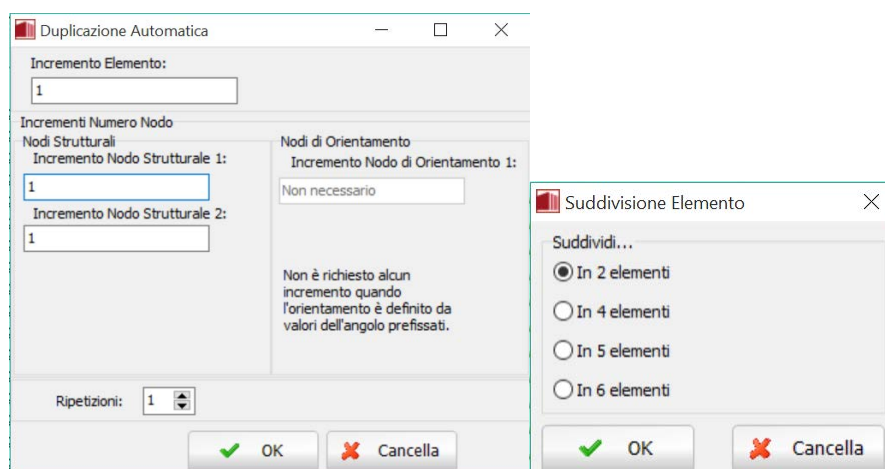 Duplicazione Automatica
Incremento Elemento:
1
Incrementi Numero Nodo
Nodi Strutturali
Incremento Nodo Strutturale 1:
1
Incremento Nodo Strutturale 2:
1
Nodi di Orientamento
Incremento Nodo di Orientamento 1:
Non necessario
Non è richiesto alcun
incremento quando
l'orientamento è definito da
valori dell'angolo prefissati.
Ripetizioni:
1
OK
Cancella
Suddivisione Elemento
Suddividi...
In 2 elementi
In 4 elementi
In 5 elementi
In 6 elementi
OK
Cancella